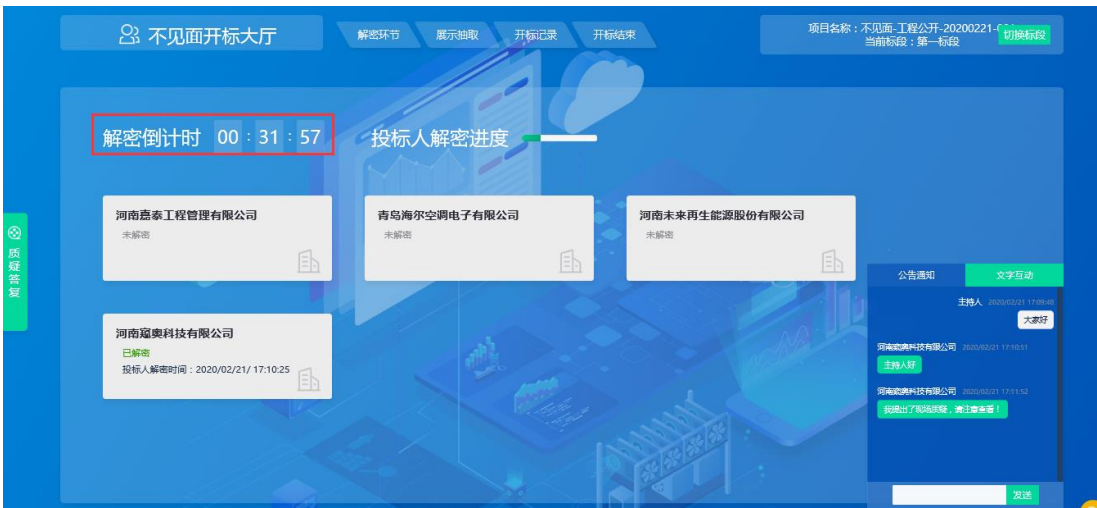 不见面开标大厅
解密环节
展示抽取
开标记录
开标结束
项目名称：不见面-工程公开-20200221-
当前标段：第一标段
切换标段
解密倒计时 00 : 31 : 57
投标人解密进度
河南嘉泰工程管理有限公司
未解密
青岛海尔空调电子有限公司
未解密
河南未来再生能源股份有限公司
未解密
质疑答复
河南窥奥科技有限公司
已解密
投标人解密时间：2020/02/21/ 17:10:25
公告通知
文字互动
主持人 2020/02/21 17:09:48
大家好
河南窥奥科技有限公司 2020/02/21 17:10:51
主持人好
河南窥奥科技有限公司 2020/02/21 17:11:52
我提出了现场质疑，请注意查看！
发送